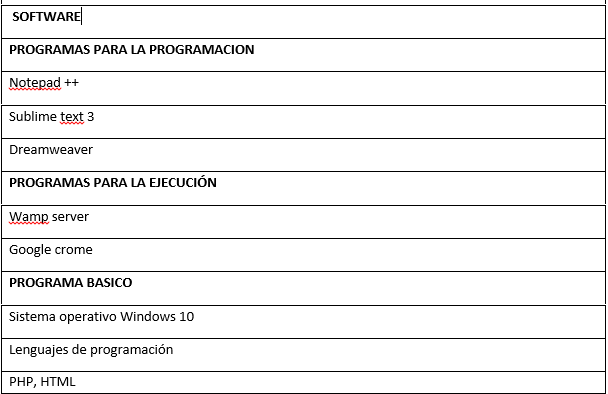 SOFTWARE
PROGRAMAS PARA LA PROGRAMACION
Notepad ++
Sublime text 3
Dreamweaver
PROGRAMAS PARA LA EJECUCIÓN
Wamp server
Google crome
PROGRAMA BASICO
Sistema operativo Windows 10
Lenguajes de programación
PHP, HTML